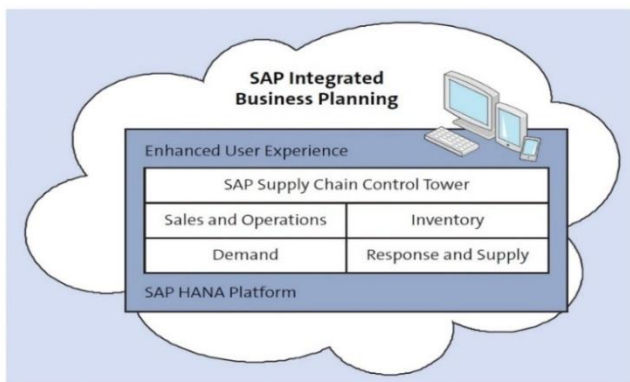 SAP Integrated
Business Planning
Enhanced User Experience
SAP Supply Chain Control Tower
Sales and Operations
Inventory
Demand
Response and Supply
SAP HANA Platform